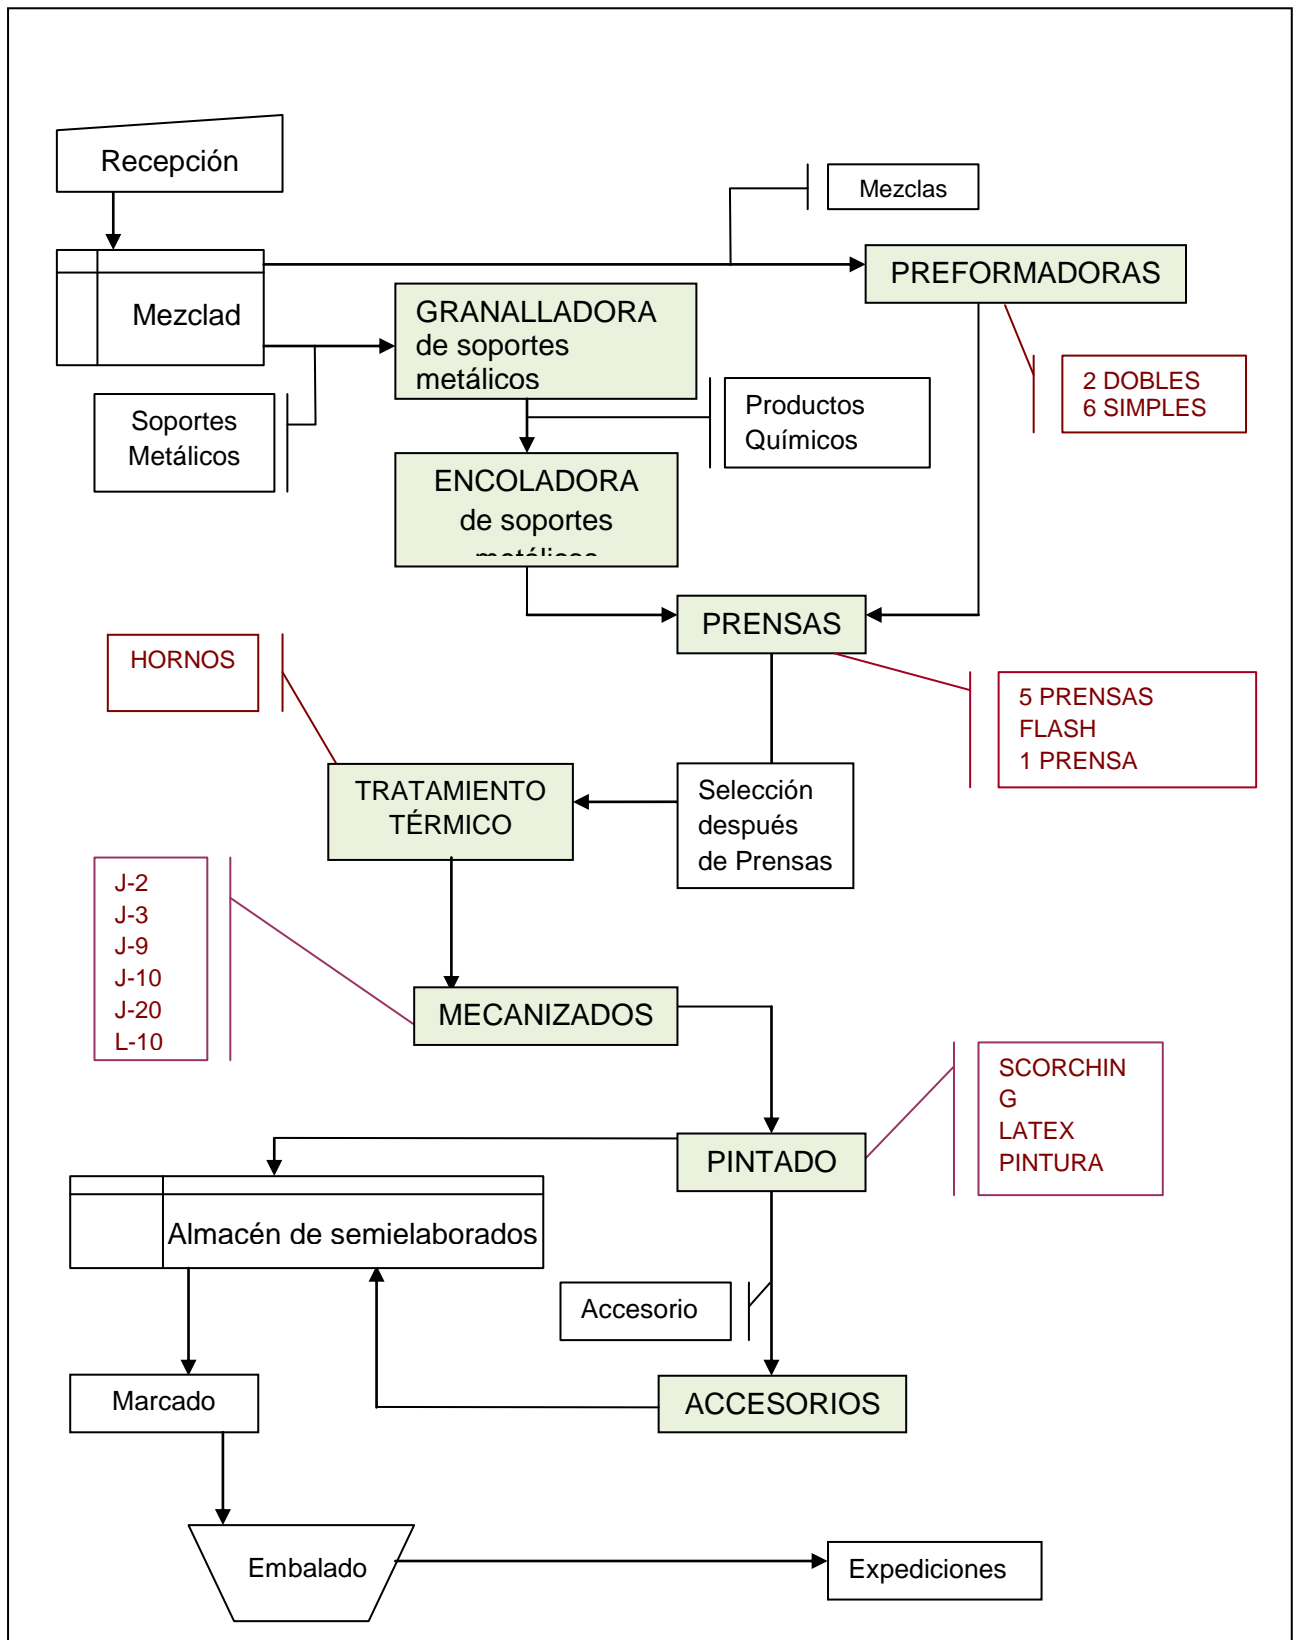 Recepción
Mezclas
PREFORMADORAS
Mezclad
GRANALLADORA
de soportes
metálicos
2 DOBLES
6 SIMPLES
Soportes
Metálicos
Productos
Químicos
ENCOLADORA
de soportes
metálicos
PRENSAS
HORNOS
5 PRENSAS
FLASH
1 PRENSA
TRATAMIENTO
TÉRMICO
Selección
después
de Prensas
J-2
J-3
J-9
J-10
J-20
L-10
MECANIZADOS
SCORCHIN
G
LATEX
PINTURA
PINTADO
Almacén de semielaborados
Accesorio
Marcado
ACCESORIOS
Embalado
Expediciones